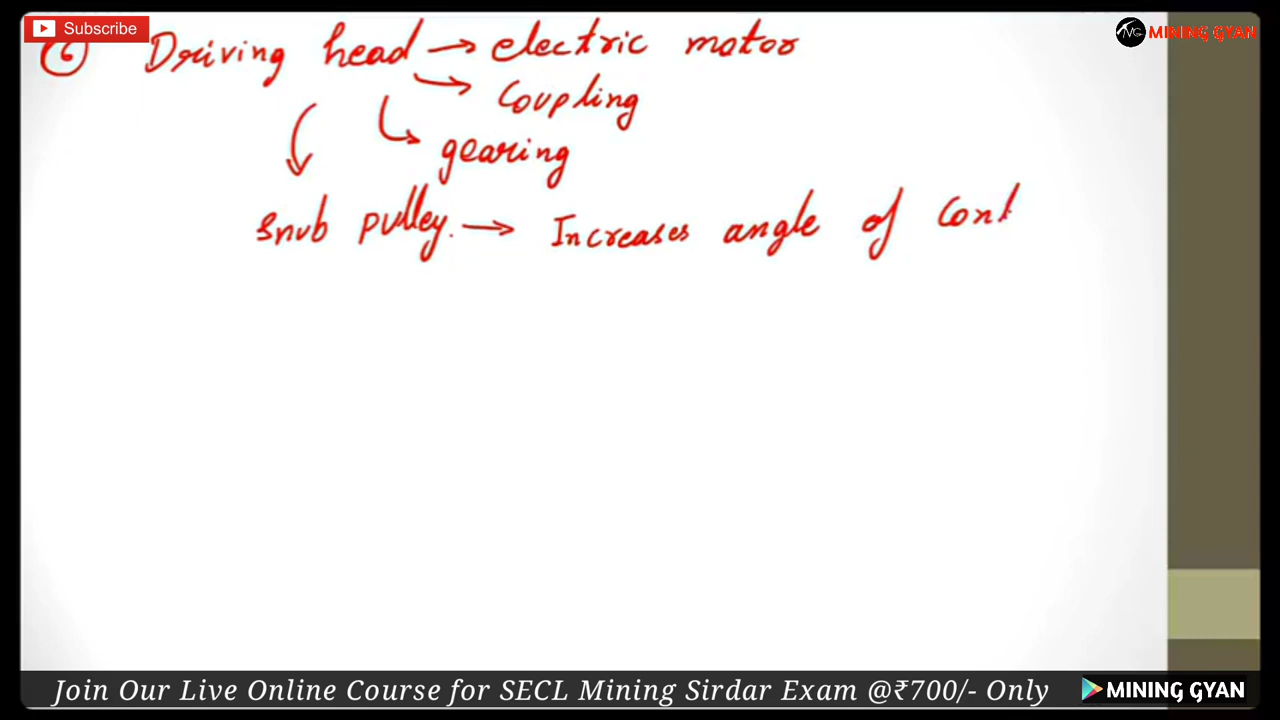 Subscribe
MINING GYAN
6 Driving head → electric motor
→ Coupling
→ gearing
Snub pulley. → Increases angle of Cont
Join Our Live Online Course for SECL Mining Sirdar Exam @₹700/- Only
MINING GYAN